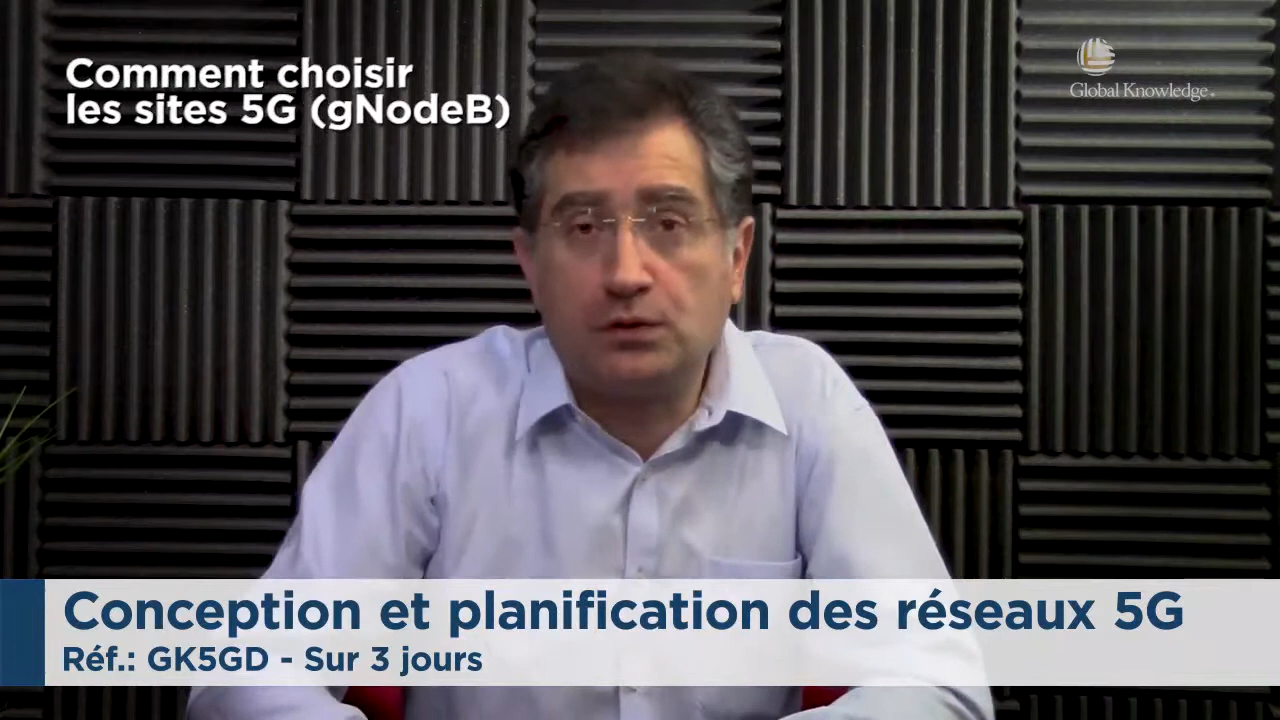 Comment choisir
les sites 5G (gNodeB)
Global Knowledge®
Conception et planification des réseaux 5G
Réf.: GK5GD - Sur 3 jours